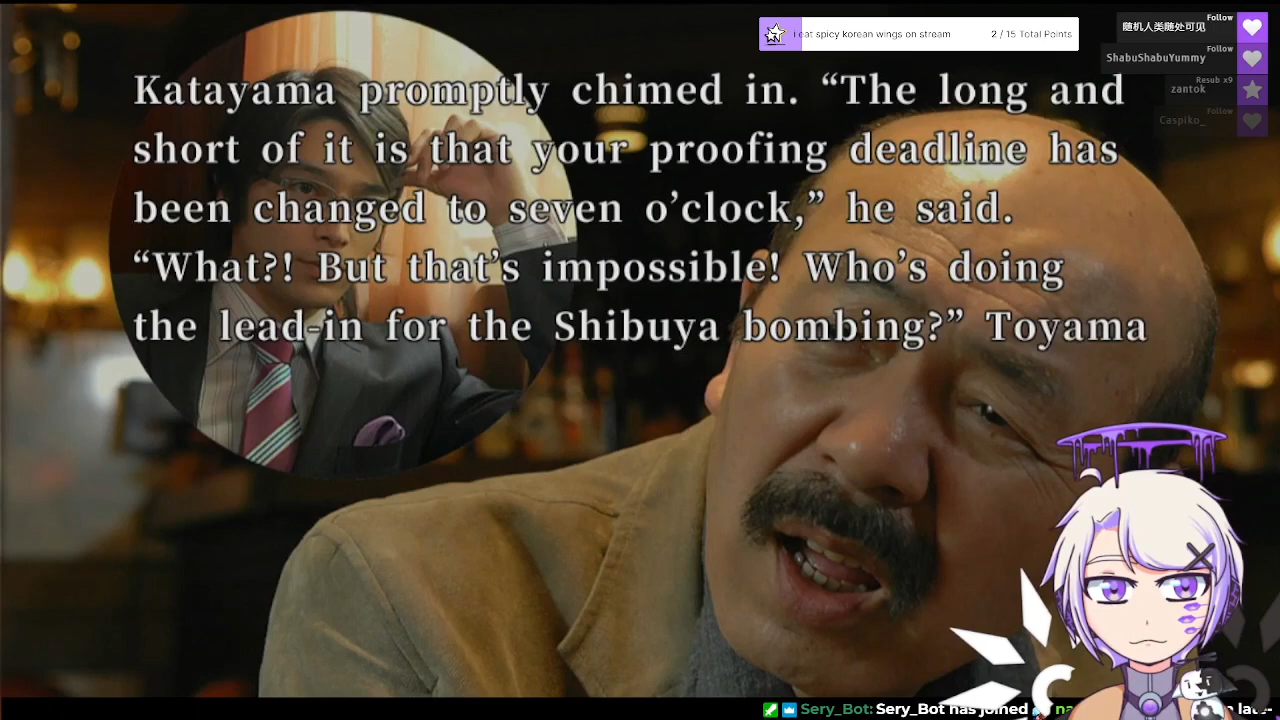 i eat spicy korean wings on stream 2 / 15 Total Points
Follow
随机人类随处可见
Follow
ShabuShabuYummy
Resub x9
zantok
Follow
Caspiko_
Katayama promptly chimed in. “The long and
short of it is that your proofing deadline has
been changed to seven o’clock,” he said.
“What?! But that’s impossible! Who’s doing
the lead-in for the Shibuya bombing?” Toyama
Sery_Bot: Sery_Bot has joined